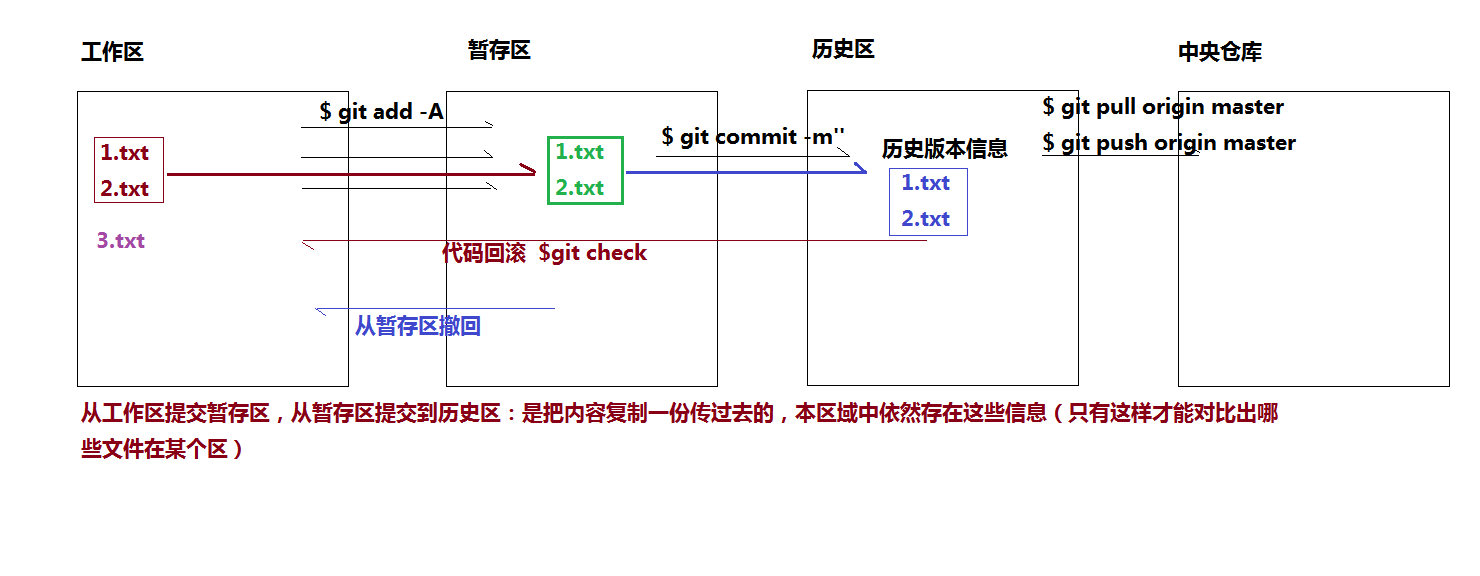 工作区
暂存区
历史区
中央仓库
$ git add -A
$ git commit -m''
$ git pull origin master
$ git push origin master
1.txt
2.txt
3.txt
1.txt
2.txt
历史版本信息
1.txt
2.txt
代码回滚 $git check
从暂存区撤回
从工作区提交暂存区，从暂存区提交到历史区：是把内容复制一份传过去的，本区域中依然存在这些信息（只有这样才能对比出哪
些文件在某个区）